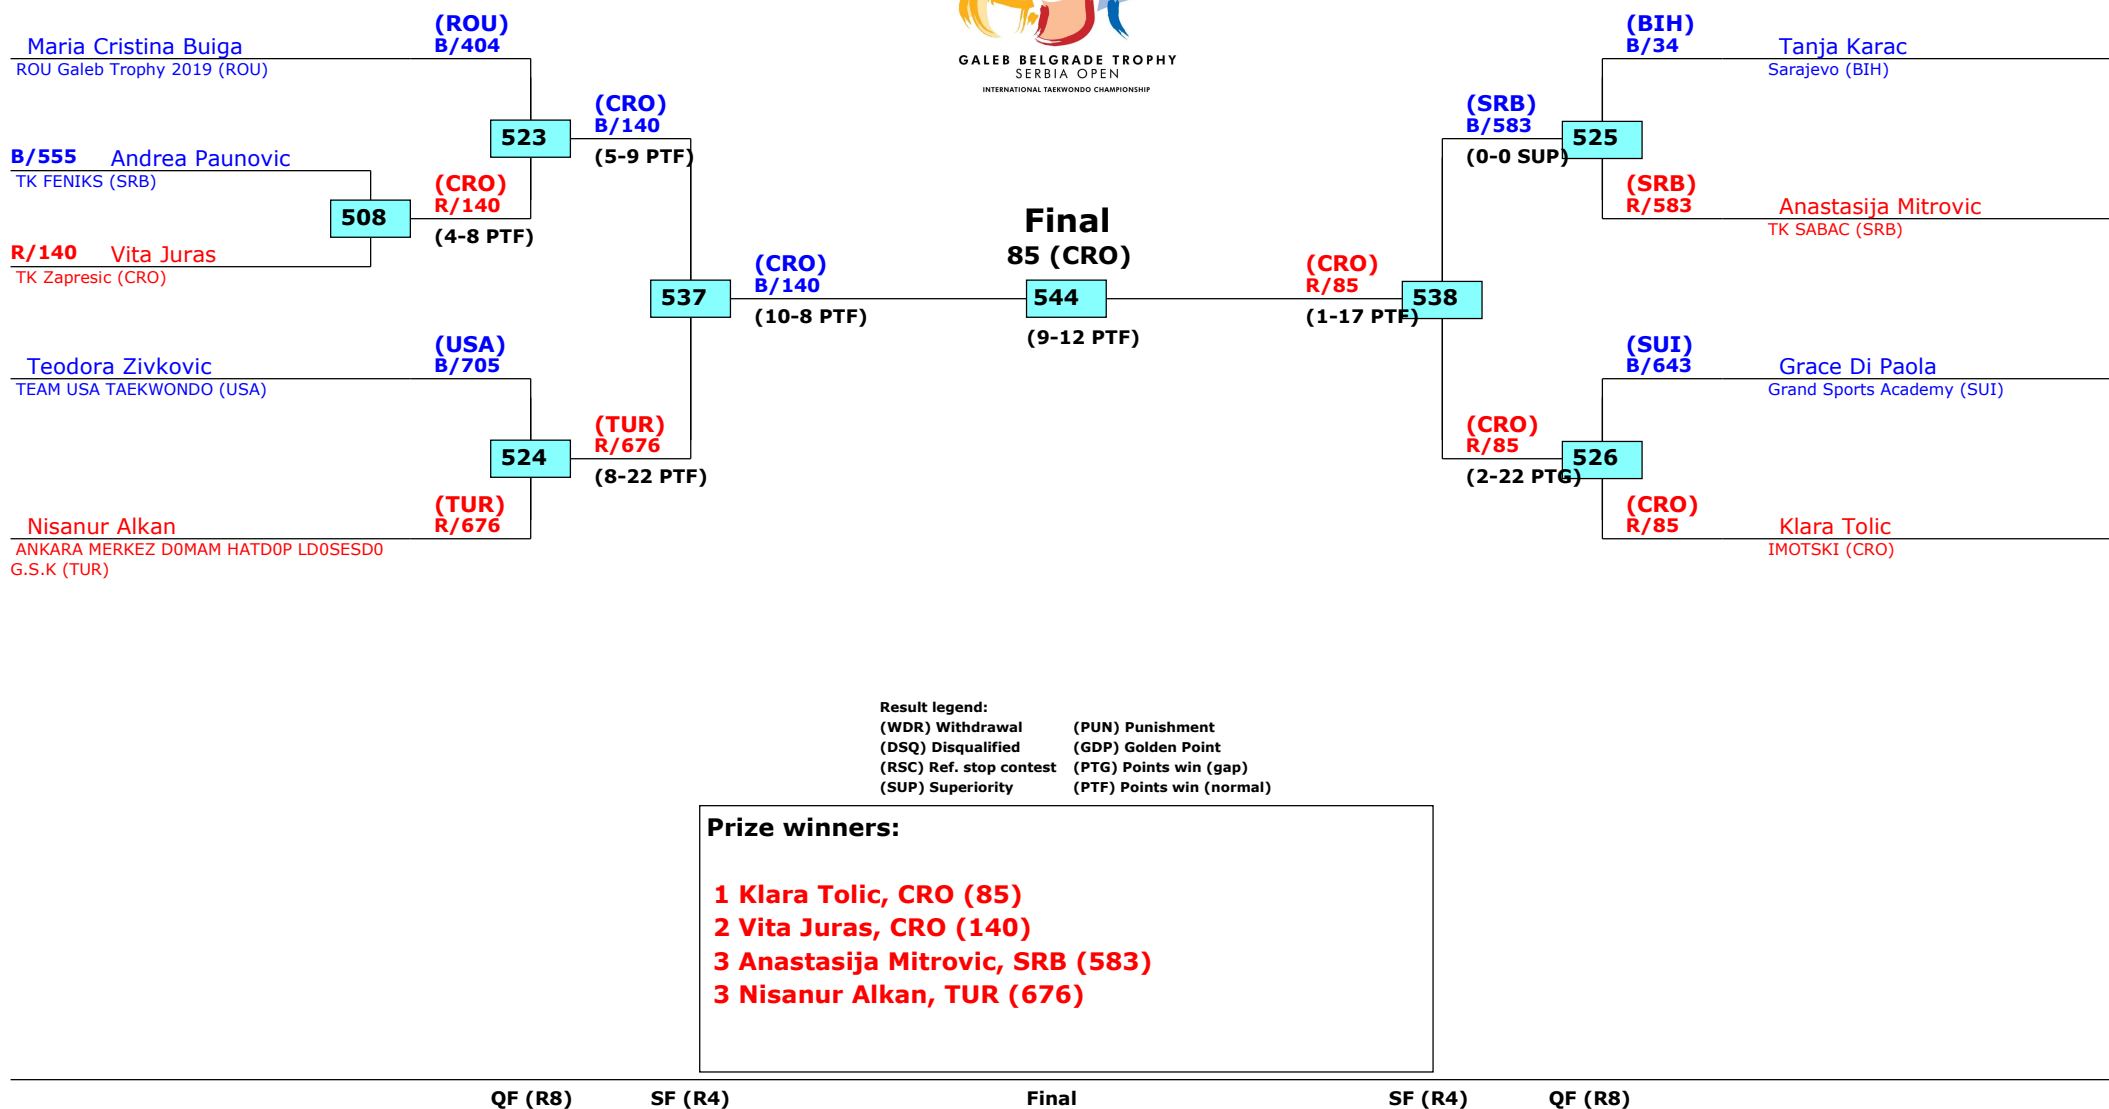 GALEB BELGRADE TROPHY
SERBIA OPEN
INTERNATIONAL TAEKWONDO CHAMPIONSHIP
Maria Cristina Buiga
ROU Galeb Trophy 2019 (ROU)
(ROU)
B/404
B/555 Andrea Paunovic
TK FENIKS (SRB)
R/140 Vita Juras
TK Zapresic (CRO)
508
(CRO)
R/140
(4-8 PTF)
523
(CRO)
B/140
(5-9 PTF)
Teodora Zivkovic
TEAM USA TAEKWONDO (USA)
(USA)
B/705
Nisanur Alkan
ANKARA MERKEZ D0MAM HATD0P LD0SESD0
G.S.K (TUR)
(TUR)
R/676
524
(TUR)
R/676
(8-22 PTF)
537
(CRO)
B/140
(10-8 PTF)
Final
85 (CRO)
544
(9-12 PTF)
(CRO)
R/85
(1-17 PTF)
538
(SRB)
B/583
(0-0 SUP)
525
(BIH)
B/34
Tanja Karac
Sarajevo (BIH)
(SRB)
R/583
Anastasija Mitrovic
TK SABAC (SRB)
(CRO)
R/85
(2-22 PTG)
526
(SUI)
B/643
Grace Di Paola
Grand Sports Academy (SUI)
(CRO)
R/85
Klara Tolic
IMOTSKI (CRO)
Result legend:
(WDR) Withdrawal (PUN) Punishment
(DSQ) Disqualified (GDP) Golden Point
(RSC) Ref. stop contest (PTG) Points win (gap)
(SUP) Superiority (PTF) Points win (normal)
Prize winners:
1 Klara Tolic, CRO (85)
2 Vita Juras, CRO (140)
3 Anastasija Mitrovic, SRB (583)
3 Nisanur Alkan, TUR (676)
QF (R8) SF (R4) Final SF (R4) QF (R8)